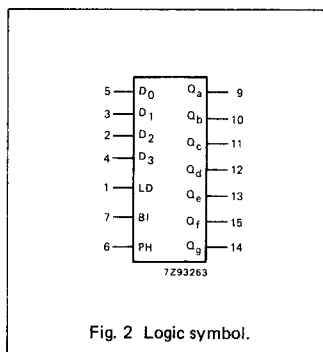 5 D0 Qa 9
3 D1 Qb 10
2 D2 Qc 11
4 D3 Qd 12
1 LD Qe 13
7 BI Qf 15
6 PH Qg 14
7Z93263
Fig. 2 Logic symbol.